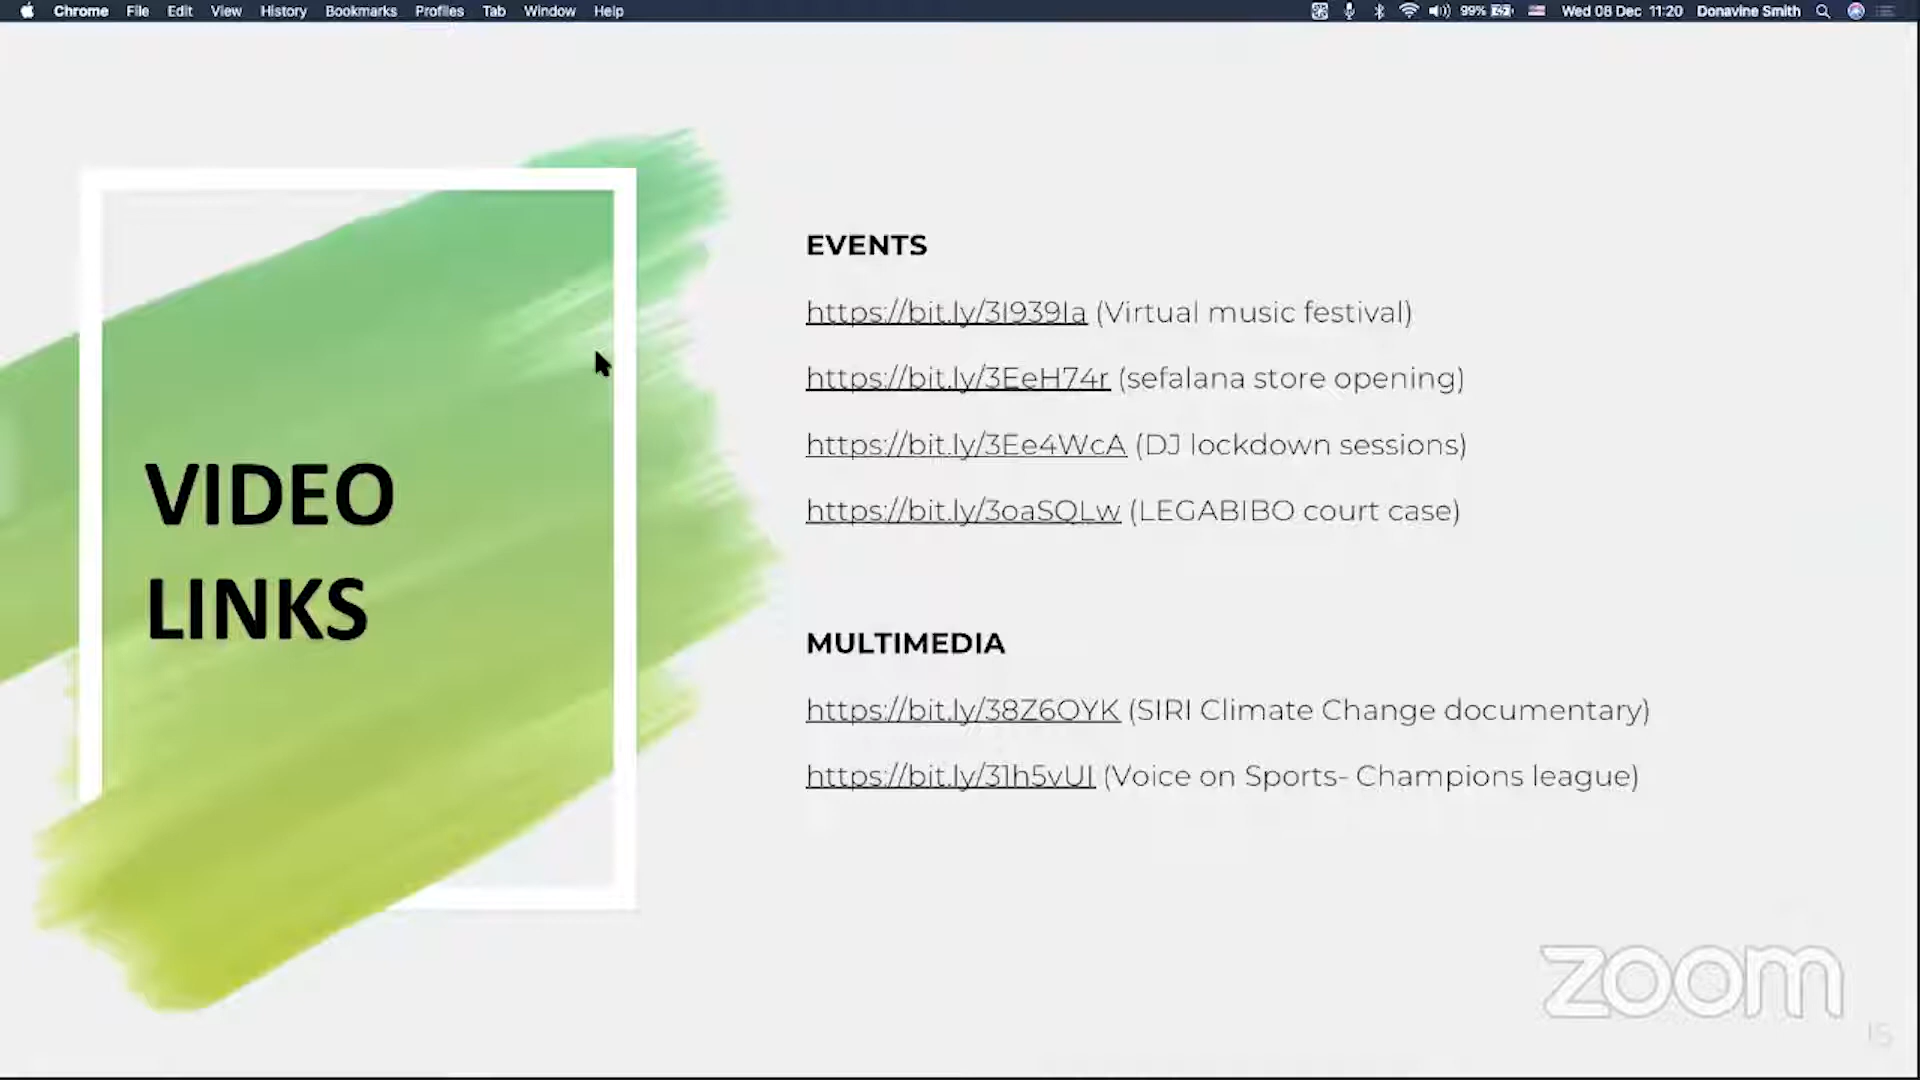 Chrome File Edit View History Bookmarks Profiles Tab Window Help 99% Wed 08 Dec 11:20 Donavine Smith
VIDEO
LINKS
EVENTS
https://bit.ly/3I939Ia (Virtual music festival)
https://bit.ly/3EeH74r (sefalana store opening)
https://bit.ly/3Ee4WcA (DJ lockdown sessions)
https://bit.ly/3oaSQLw (LEGABIBO court case)
MULTIMEDIA
https://bit.ly/38Z6OYK (SIRI Climate Change documentary)
https://bit.ly/31h5vUI (Voice on Sports- Champions league)
zoom
15